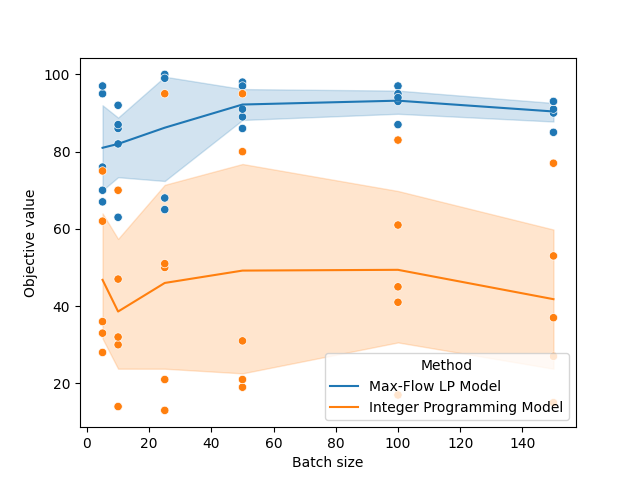 100
80
60
40
20
Objective value
0
20
40
60
80
100
120
140
Batch size
Method
Max-Flow LP Model
Integer Programming Model